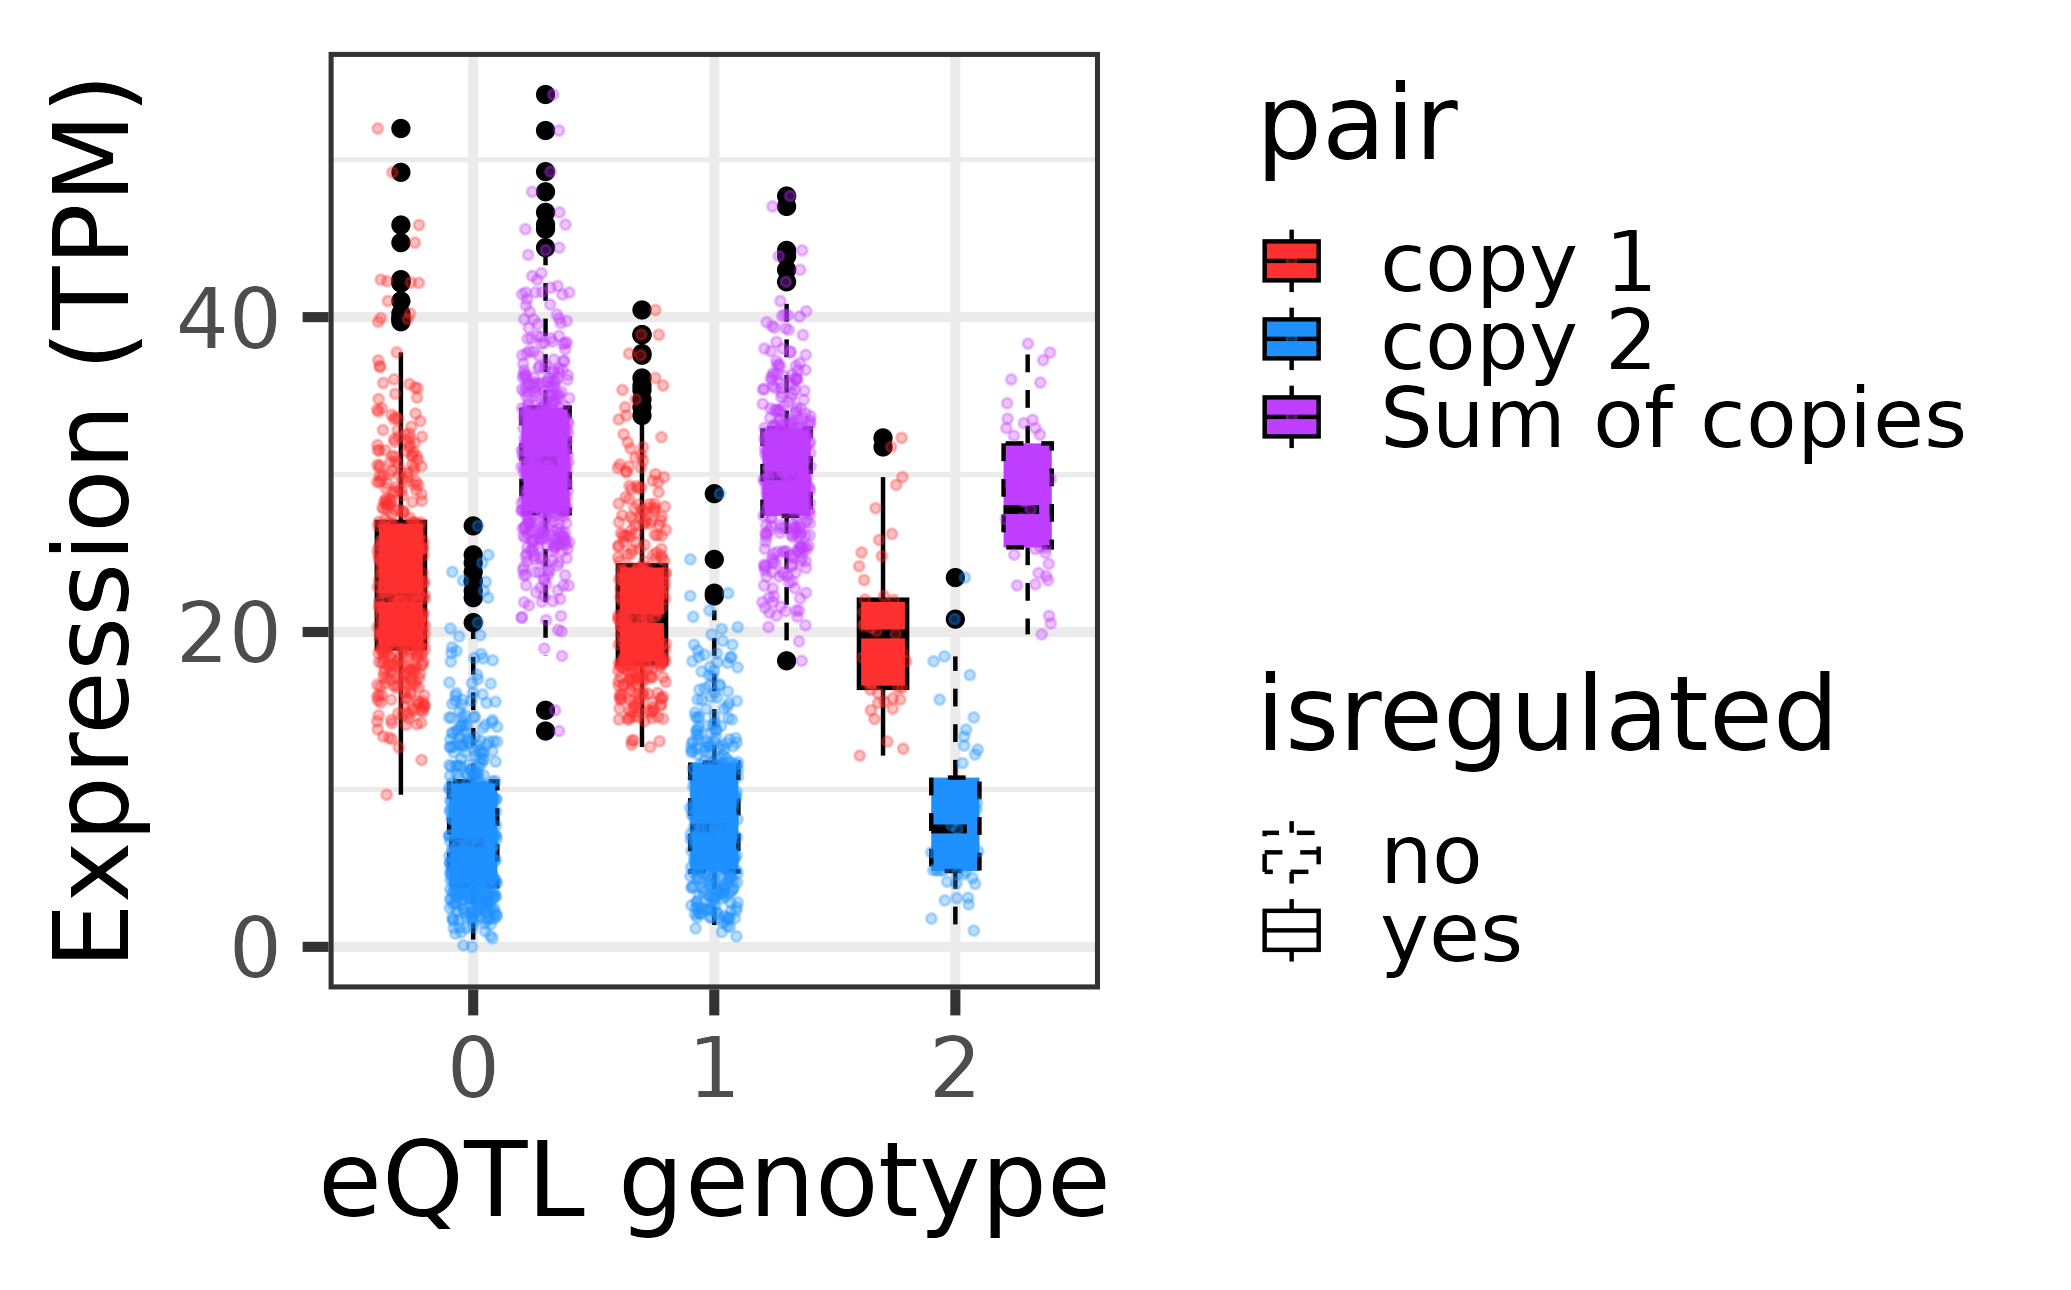 Expression (TPM)
40
20
0
0 1 2
eQTL genotype
pair
copy 1
copy 2
Sum of copies
isregulated
no
yes